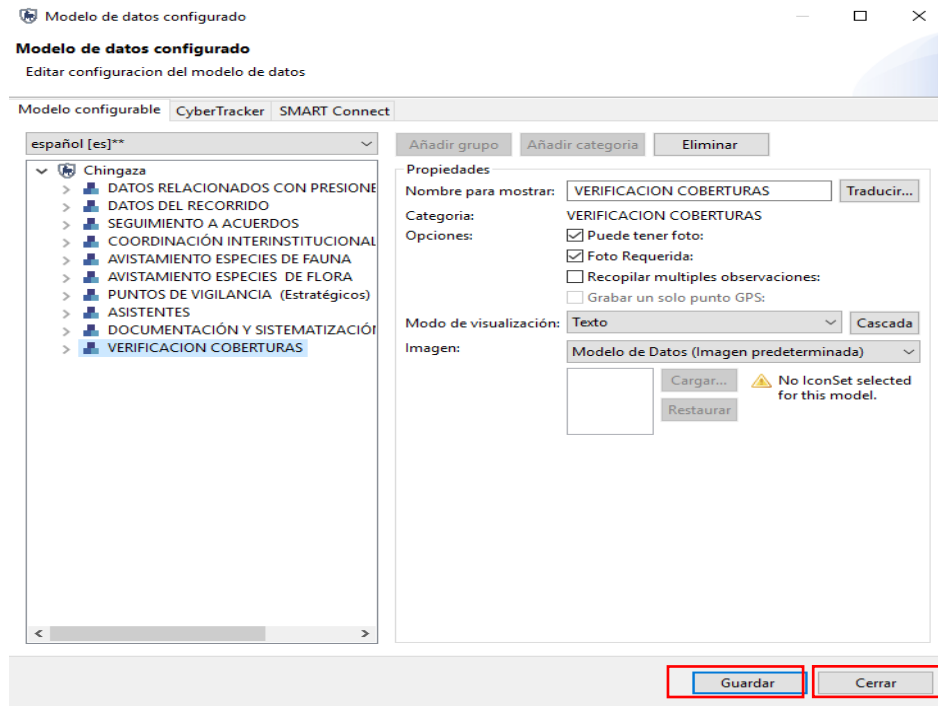 Modelo de datos configurado
Modelo de datos configurado
Editar configuracion del modelo de datos
Modelo configurable CyberTracker SMART Connect
español [es]**
Chingaza
DATOS RELACIONADOS CON PRESIONE
DATOS DEL RECORRIDO
SEGUIMIENTO A ACUERDOS
COORDINACIÓN INTERINSTITUCIONAL
AVISTAMIENTO ESPECIES DE FAUNA
AVISTAMIENTO ESPECIES DE FLORA
PUNTOS DE VIGILANCIA (Estratégicos)
ASISTENTES
DOCUMENTACIÓN Y SISTEMATIZACIÓN
VERIFICACION COBERTURAS
Añadir grupo Añadir categoria Eliminar
Propiedades
Nombre para mostrar: VERIFICACION COBERTURAS Traducir...
Categoria: VERIFICACION COBERTURAS
Opciones: Puede tener foto:
Foto Requerida:
Recopilar multiples observaciones:
Grabar un solo punto GPS:
Modo de visualización: Texto Cascada
Imagen: Modelo de Datos (Imagen predeterminada)
Cargar... No IconSet selected
for this model.
Restaurar
Guardar Cerrar